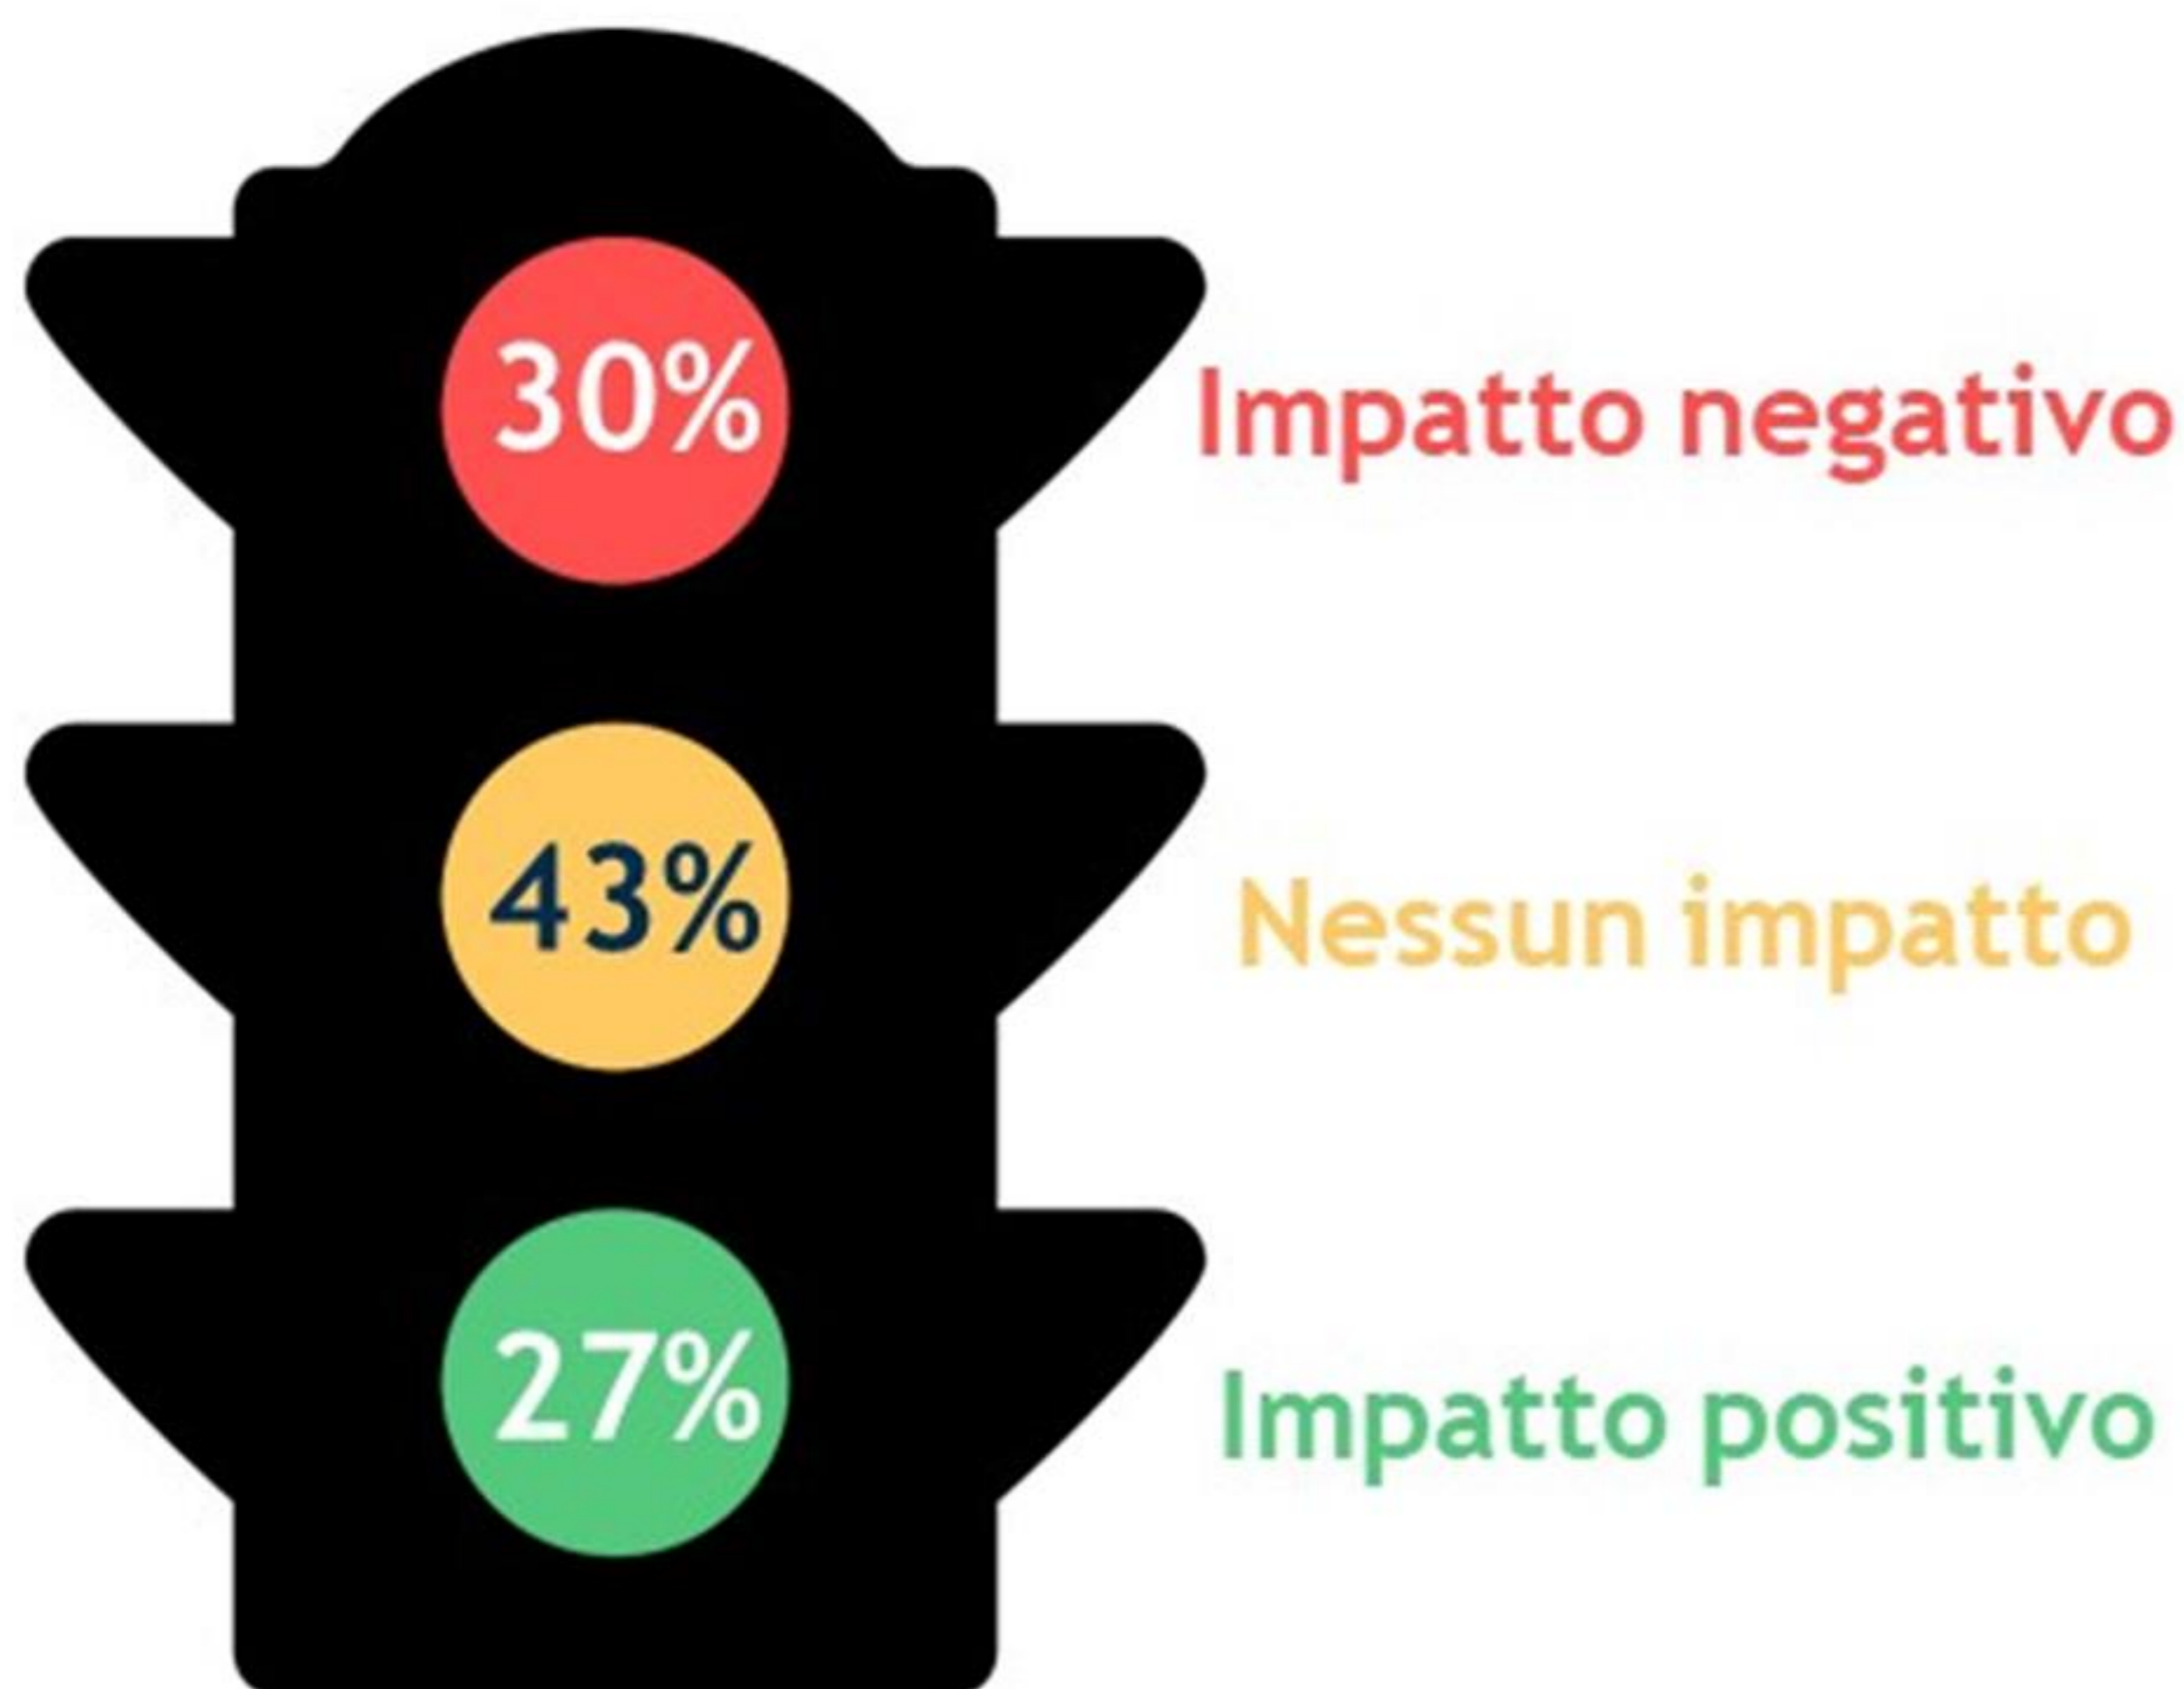 30%
Impatto negativo
43%
Nessun impatto
27%
Impatto positivo